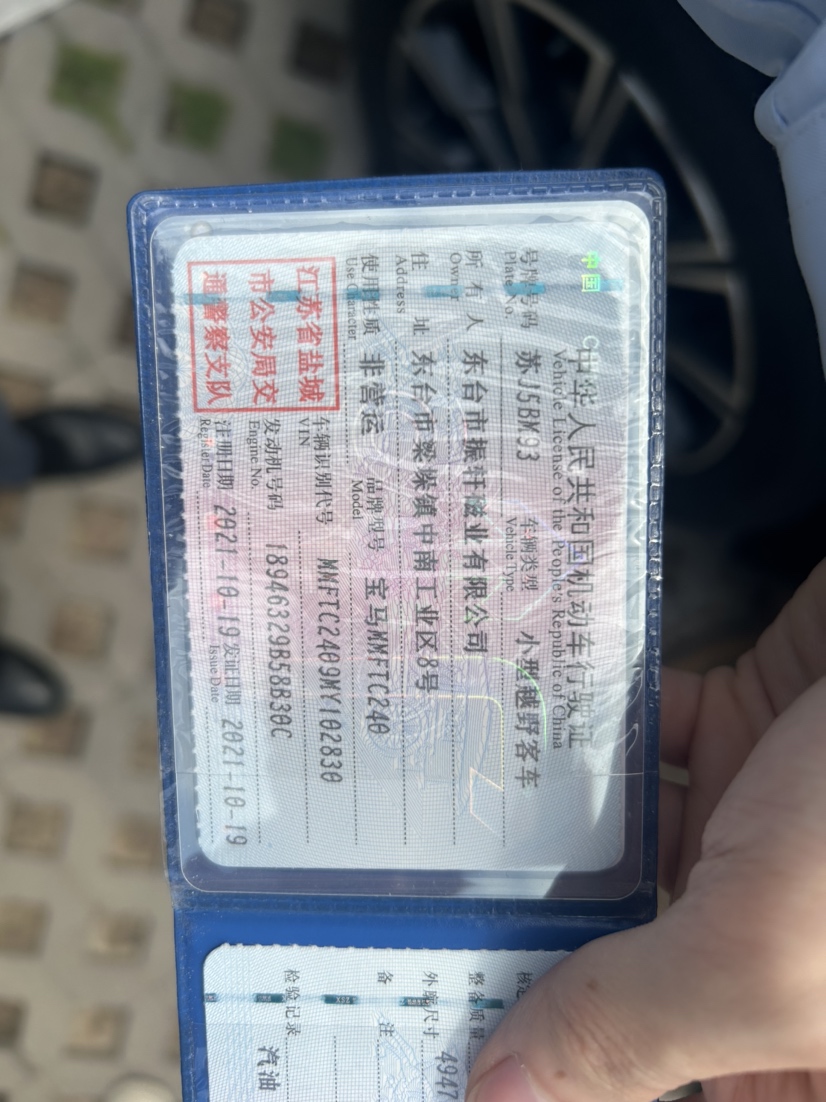 中国
中华人民共和国机动车行驶证
Vehicle License of the People's Republic of China
号牌号码 苏J5BM93 车辆类型 小型越野客车
Plate No. Vehicle Type
所有人 东台市振轩磁业有限公司
Owner
住址 东台市梁垛镇中南工业区8号
Address
使用性质 非营运 品牌型号 宝马MMFTC240
Use Character Model
江苏省盐城
市公安局交
通警察支队
车辆识别代号 MMFTC2409MY102830
VIN
发动机号码 18946329B58B30C
Engine No.
注册日期 2021-10-19 发证日期 2021-10-19
Register Date Issue Date
核定
整备质量
外廓尺寸 4947
备注
检验记录
汽油